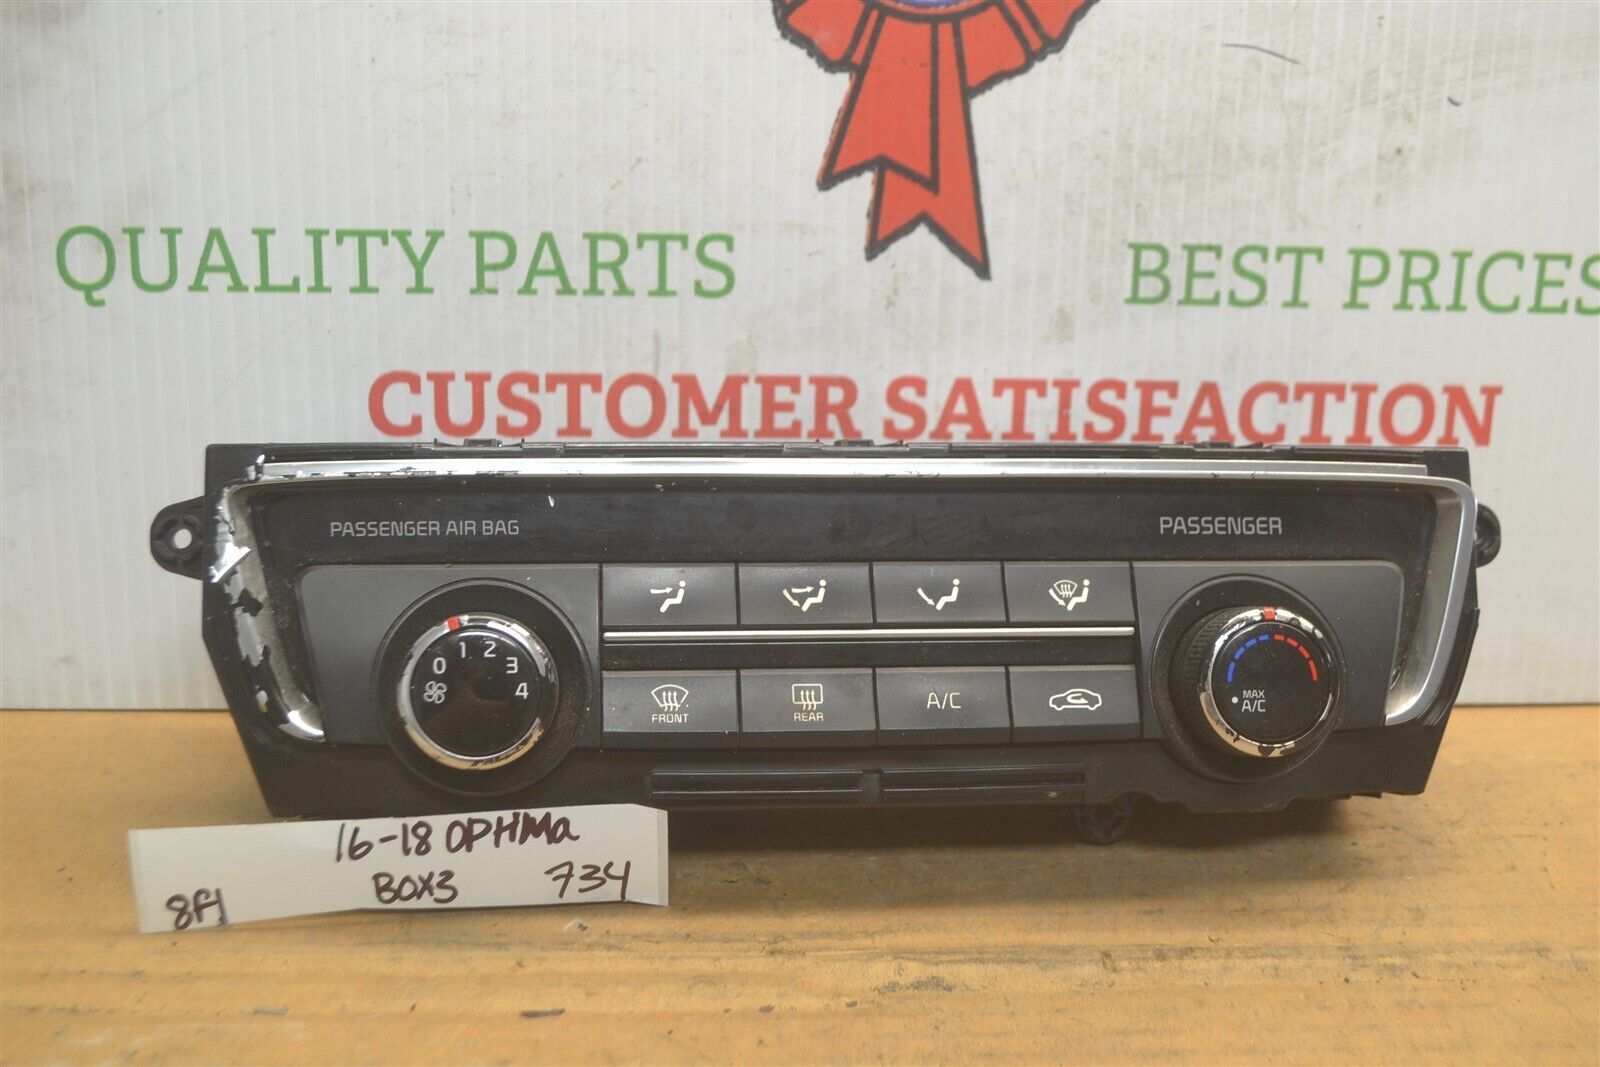 QUALITY PARTS
BEST PRICES
CUSTOMER SATISFACTION
PASSENGER AIR BAG
PASSENGER
0 1 2 3 4
FRONT
REAR
A/C
MAX
A/C
16-18 OPTIMA
BOX3 734
8F1